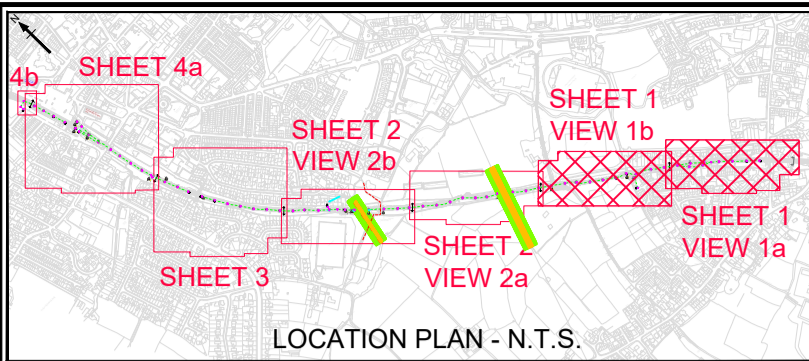 N
4b
SHEET 4a
SHEET 3
SHEET 2
VIEW 2b
SHEET 2
VIEW 2a
SHEET 1
VIEW 1b
SHEET 1
VIEW 1a
LOCATION PLAN - N.T.S.